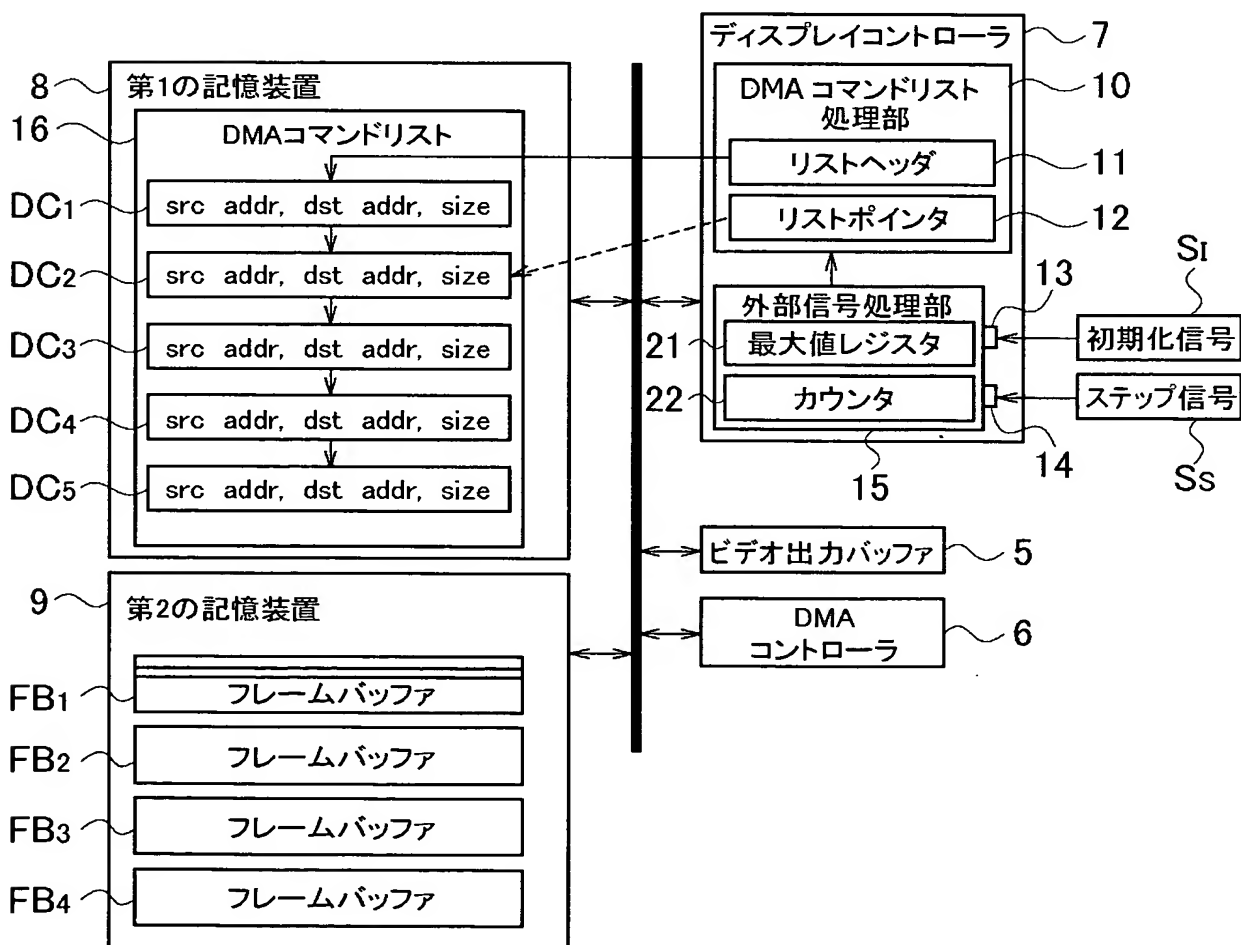 8
第1の記憶装置
16
DMAコマンドリスト
DC1
src addr, dst addr, size
DC2
src addr, dst addr, size
DC3
src addr, dst addr, size
DC4
src addr, dst addr, size
DC5
src addr, dst addr, size
9
第2の記憶装置
FB1
フレームバッファ
FB2
フレームバッファ
FB3
フレームバッファ
FB4
フレームバッファ
ディスプレイコントローラ
7
DMA コマンドリスト
処理部
10
リストヘッダ
11
リストポインタ
12
外部信号処理部
13
SI
21
最大値レジスタ
初期化信号
22
カウンタ
ステップ信号
14
15
SS
ビデオ出力バッファ
5
DMA
コントローラ
6